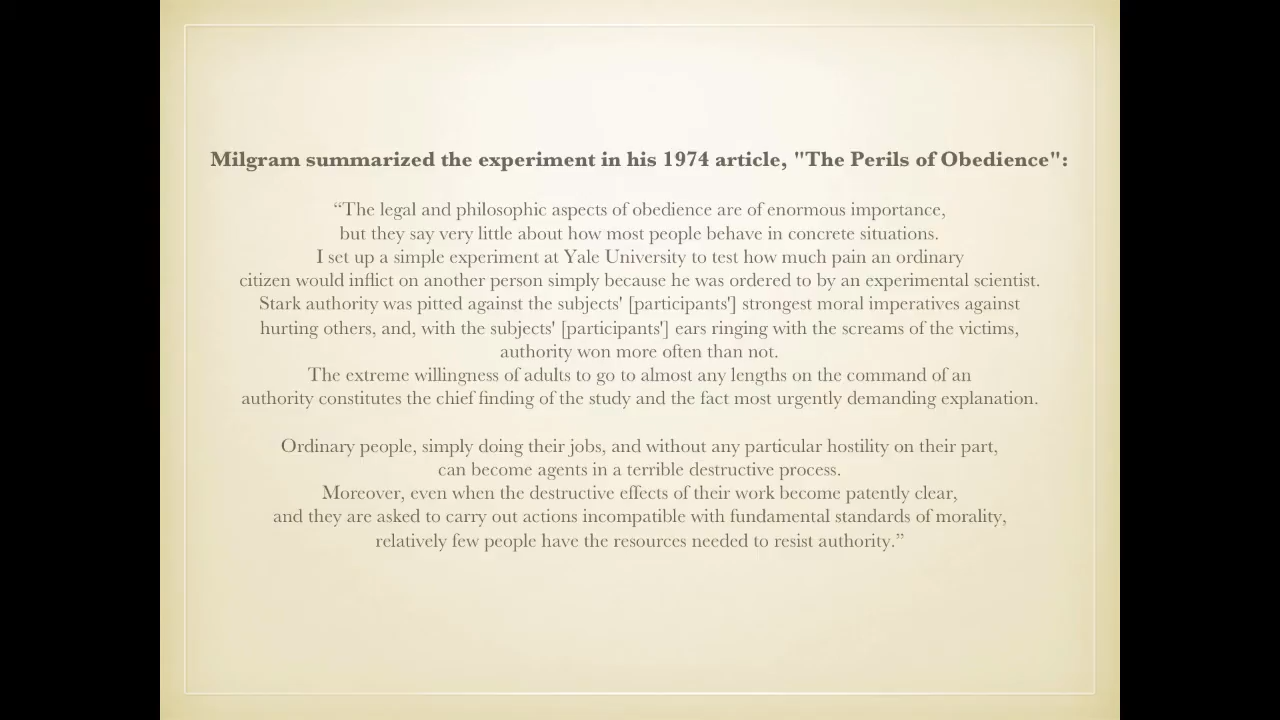 Milgram summarized the experiment in his 1974 article, "The Perils of Obedience":
“The legal and philosophic aspects of obedience are of enormous importance,
but they say very little about how most people behave in concrete situations.
I set up a simple experiment at Yale University to test how much pain an ordinary
citizen would inflict on another person simply because he was ordered to by an experimental scientist.
Stark authority was pitted against the subjects' [participants'] strongest moral imperatives against
hurting others, and, with the subjects' [participants'] ears ringing with the screams of the victims,
authority won more often than not.
The extreme willingness of adults to go to almost any lengths on the command of an
authority constitutes the chief finding of the study and the fact most urgently demanding explanation.
Ordinary people, simply doing their jobs, and without any particular hostility on their part,
can become agents in a terrible destructive process.
Moreover, even when the destructive effects of their work become patently clear,
and they are asked to carry out actions incompatible with fundamental standards of morality,
relatively few people have the resources needed to resist authority.”